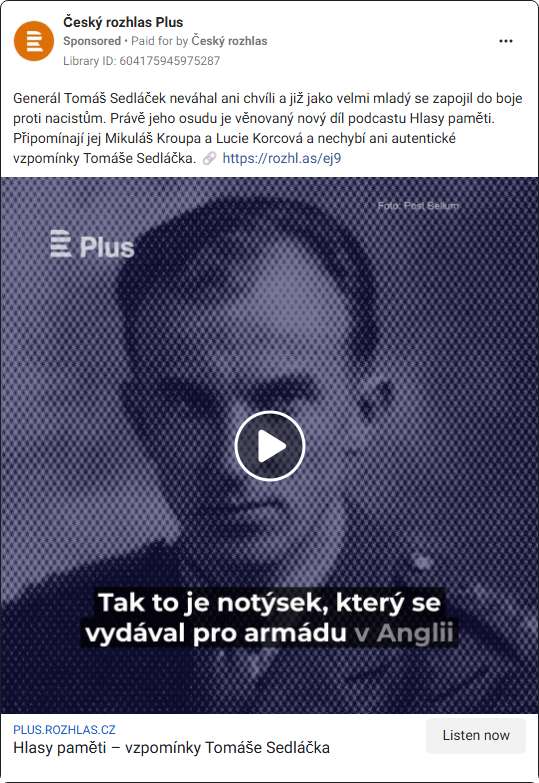 Český rozhlas Plus
Sponsored • Paid for by Český rozhlas
Library ID: 604175945975287
Generál Tomáš Sedláček neváhal ani chvíli a již jako velmi mladý se zapojil do boje
proti nacistům. Právě jeho osudu je věnovaný nový díl podcastu Hlasy paměti.
Připomínají jej Mikuláš Kroupa a Lucie Korcová a nechybí ani autentické
vzpomínky Tomáše Sedláčka. 🔗 https://rozhl.as/ej9
Foto: Post Bellum
Plus
Tak to je notýsek, který se
vydával pro armádu v Anglii
PLUS.ROZHLAS.CZ
Hlasy paměti – vzpomínky Tomáše Sedláčka
Listen now